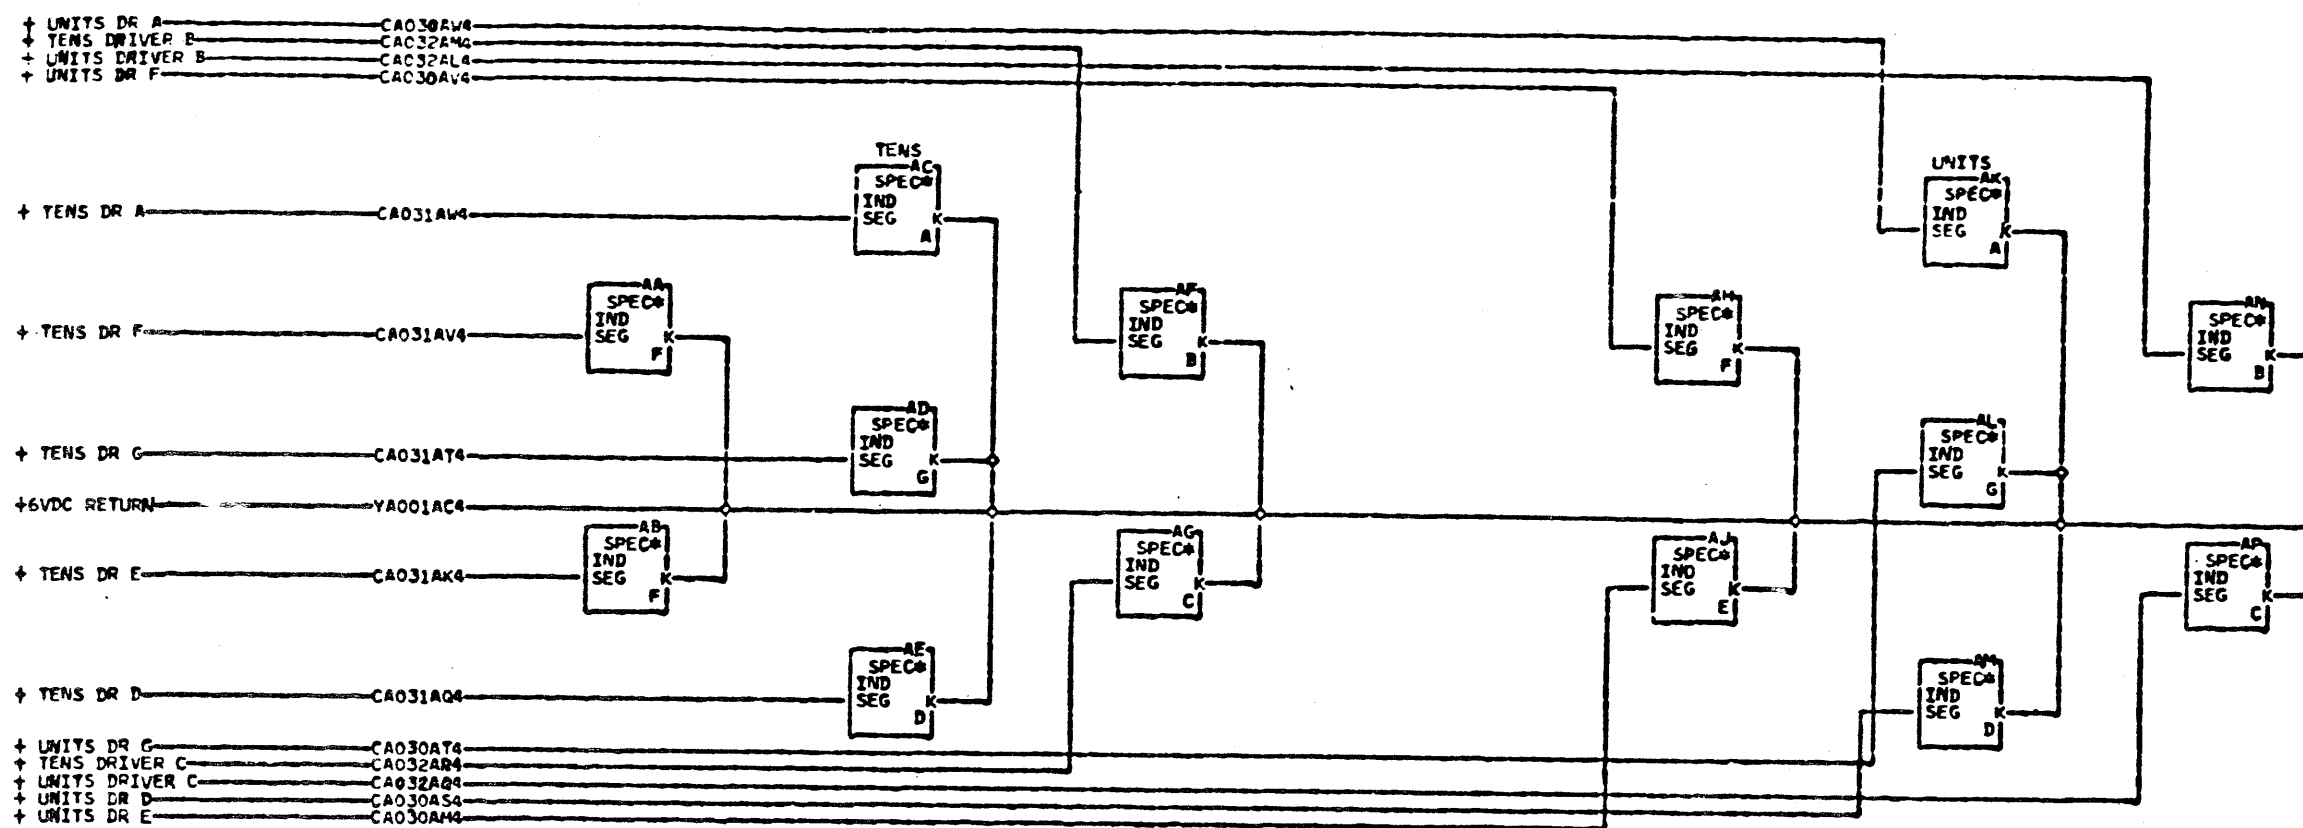 + UNITS DR A CA030AW4
+ TENS DRIVER B CA032AM4
+ UNITS DRIVER B CA032AL4
+ UNITS DR F CA030AV4
TENS
AC
SPEC*
IND
SEG K
A
UNITS
AK
SPEC*
IND
SEG K
A
+ TENS DR A CA031AW4
AA
SPEC*
IND
SEG K
F
AF
SPEC*
IND
SEG K
B
AH
SPEC*
IND
SEG K
F
AN
SPEC*
IND
SEG K
B
+ TENS DR F CA031AV4
AD
SPEC*
IND
SEG K
G
AL
SPEC*
IND
SEG K
G
+ TENS DR G CA031AT4
+6VDC RETURN YA001AC4
AB
SPEC*
IND
SEG K
F
AG
SPEC*
IND
SEG K
C
AJ
SPEC*
IND
SEG K
E
AP
SPEC*
IND
SEG K
C
+ TENS DR E CA031AK4
AE
SPEC*
IND
SEG K
D
AM
SPEC*
IND
SEG K
D
+ TENS DR D CA031AQ4
+ UNITS DR G CA030AT4
+ TENS DRIVER C CA032AR4
+ UNITS DRIVER C CA032AQ4
+ UNITS DR D CA030AS4
+ UNITS DR E CA030AM4